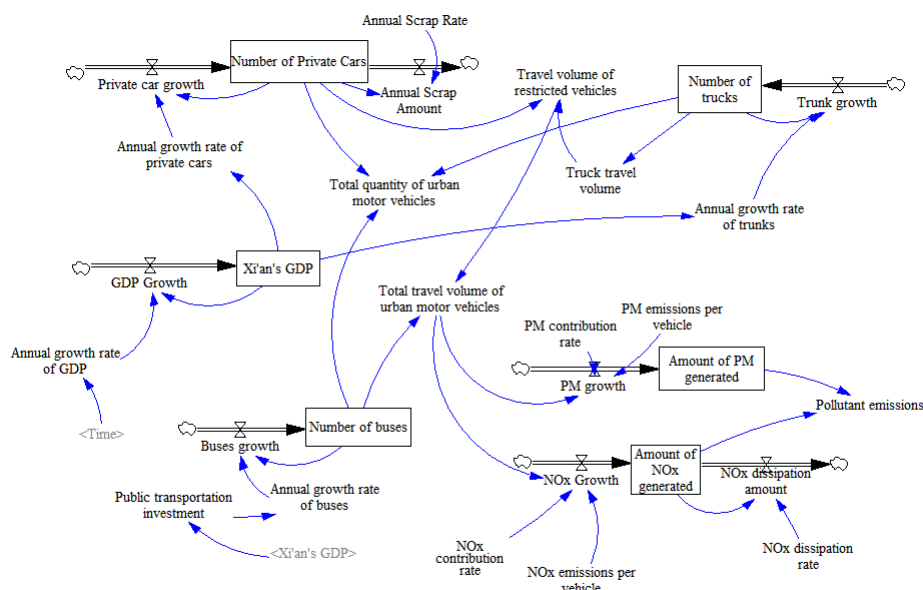 Annual Scrap Rate
Number of Private Cars
Private car growth
Annual Scrap
Amount
Travel volume of
restricted vehicles
Number of
trucks
Trunk growth
Annual growth rate of
private cars
Total quantity of urban
motor vehicles
Truck travel
volume
Annual growth rate
of trunks
Xi'an's GDP
GDP Growth
Total travel volume of
urban motor vehicles
PM contribution
rate
PM emissions per
vehicle
Annual growth rate
of GDP
PM growth
Amount of PM
generated
Pollutant emissions
<Time>
Number of buses
Buses growth
Amount of
NOx
generated
NOx Growth
NOx dissipation
amount
Public transportation
investment
Annual growth rate
of buses
<Xi'an's GDP>
NOx
contribution
rate
NOx emissions per
vehicle
NOx dissipation
rate